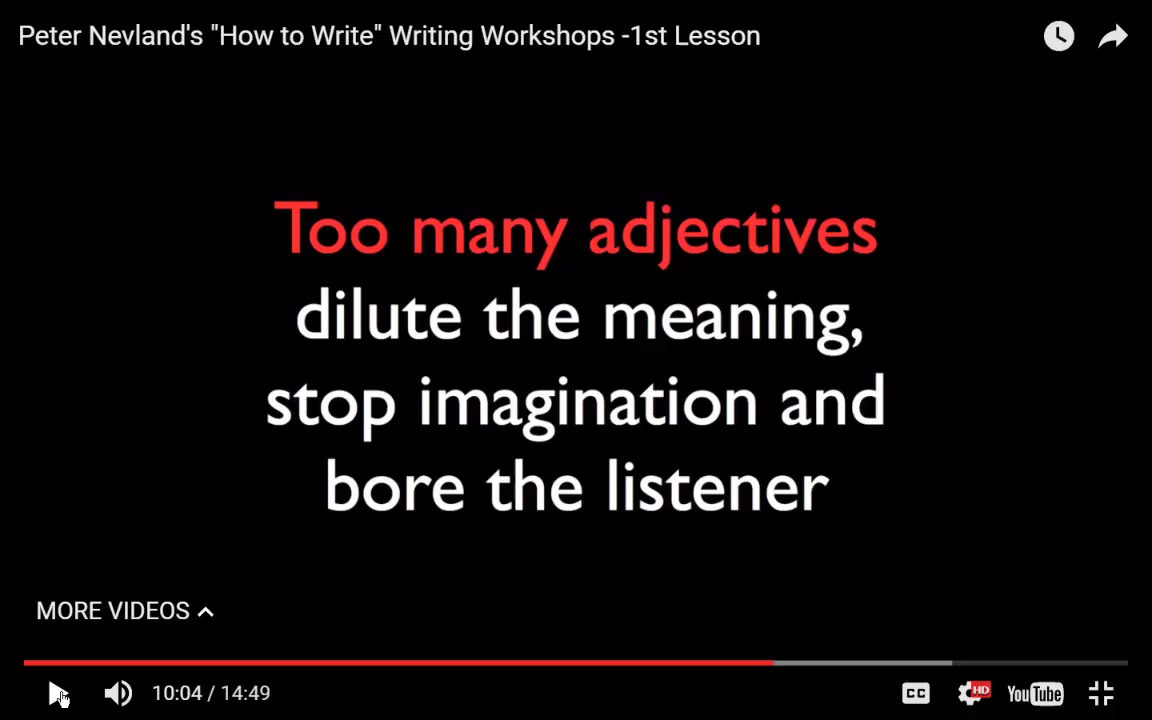 Peter Nevland's "How to Write" Writing Workshops -1st Lesson
Too many adjectives
dilute the meaning,
stop imagination and
bore the listener
MORE VIDEOS
10:04 / 14:49
CC
HD
YouTube